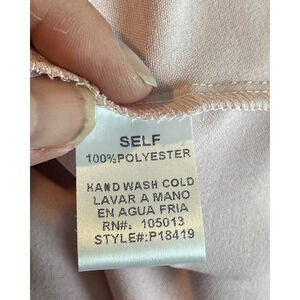 SELF
100%POLYESTER
HAND WASH COLD
LAVAR A MANO
EN AGUA FRIA
RN#: 105013
STYLE#:P18419